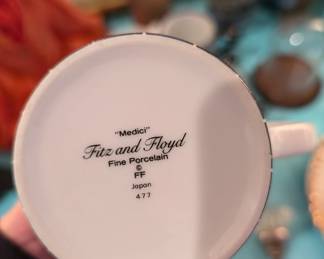 "Medici"
Fitz and Floyd
Fine Porcelain
©
FF
Japan
477